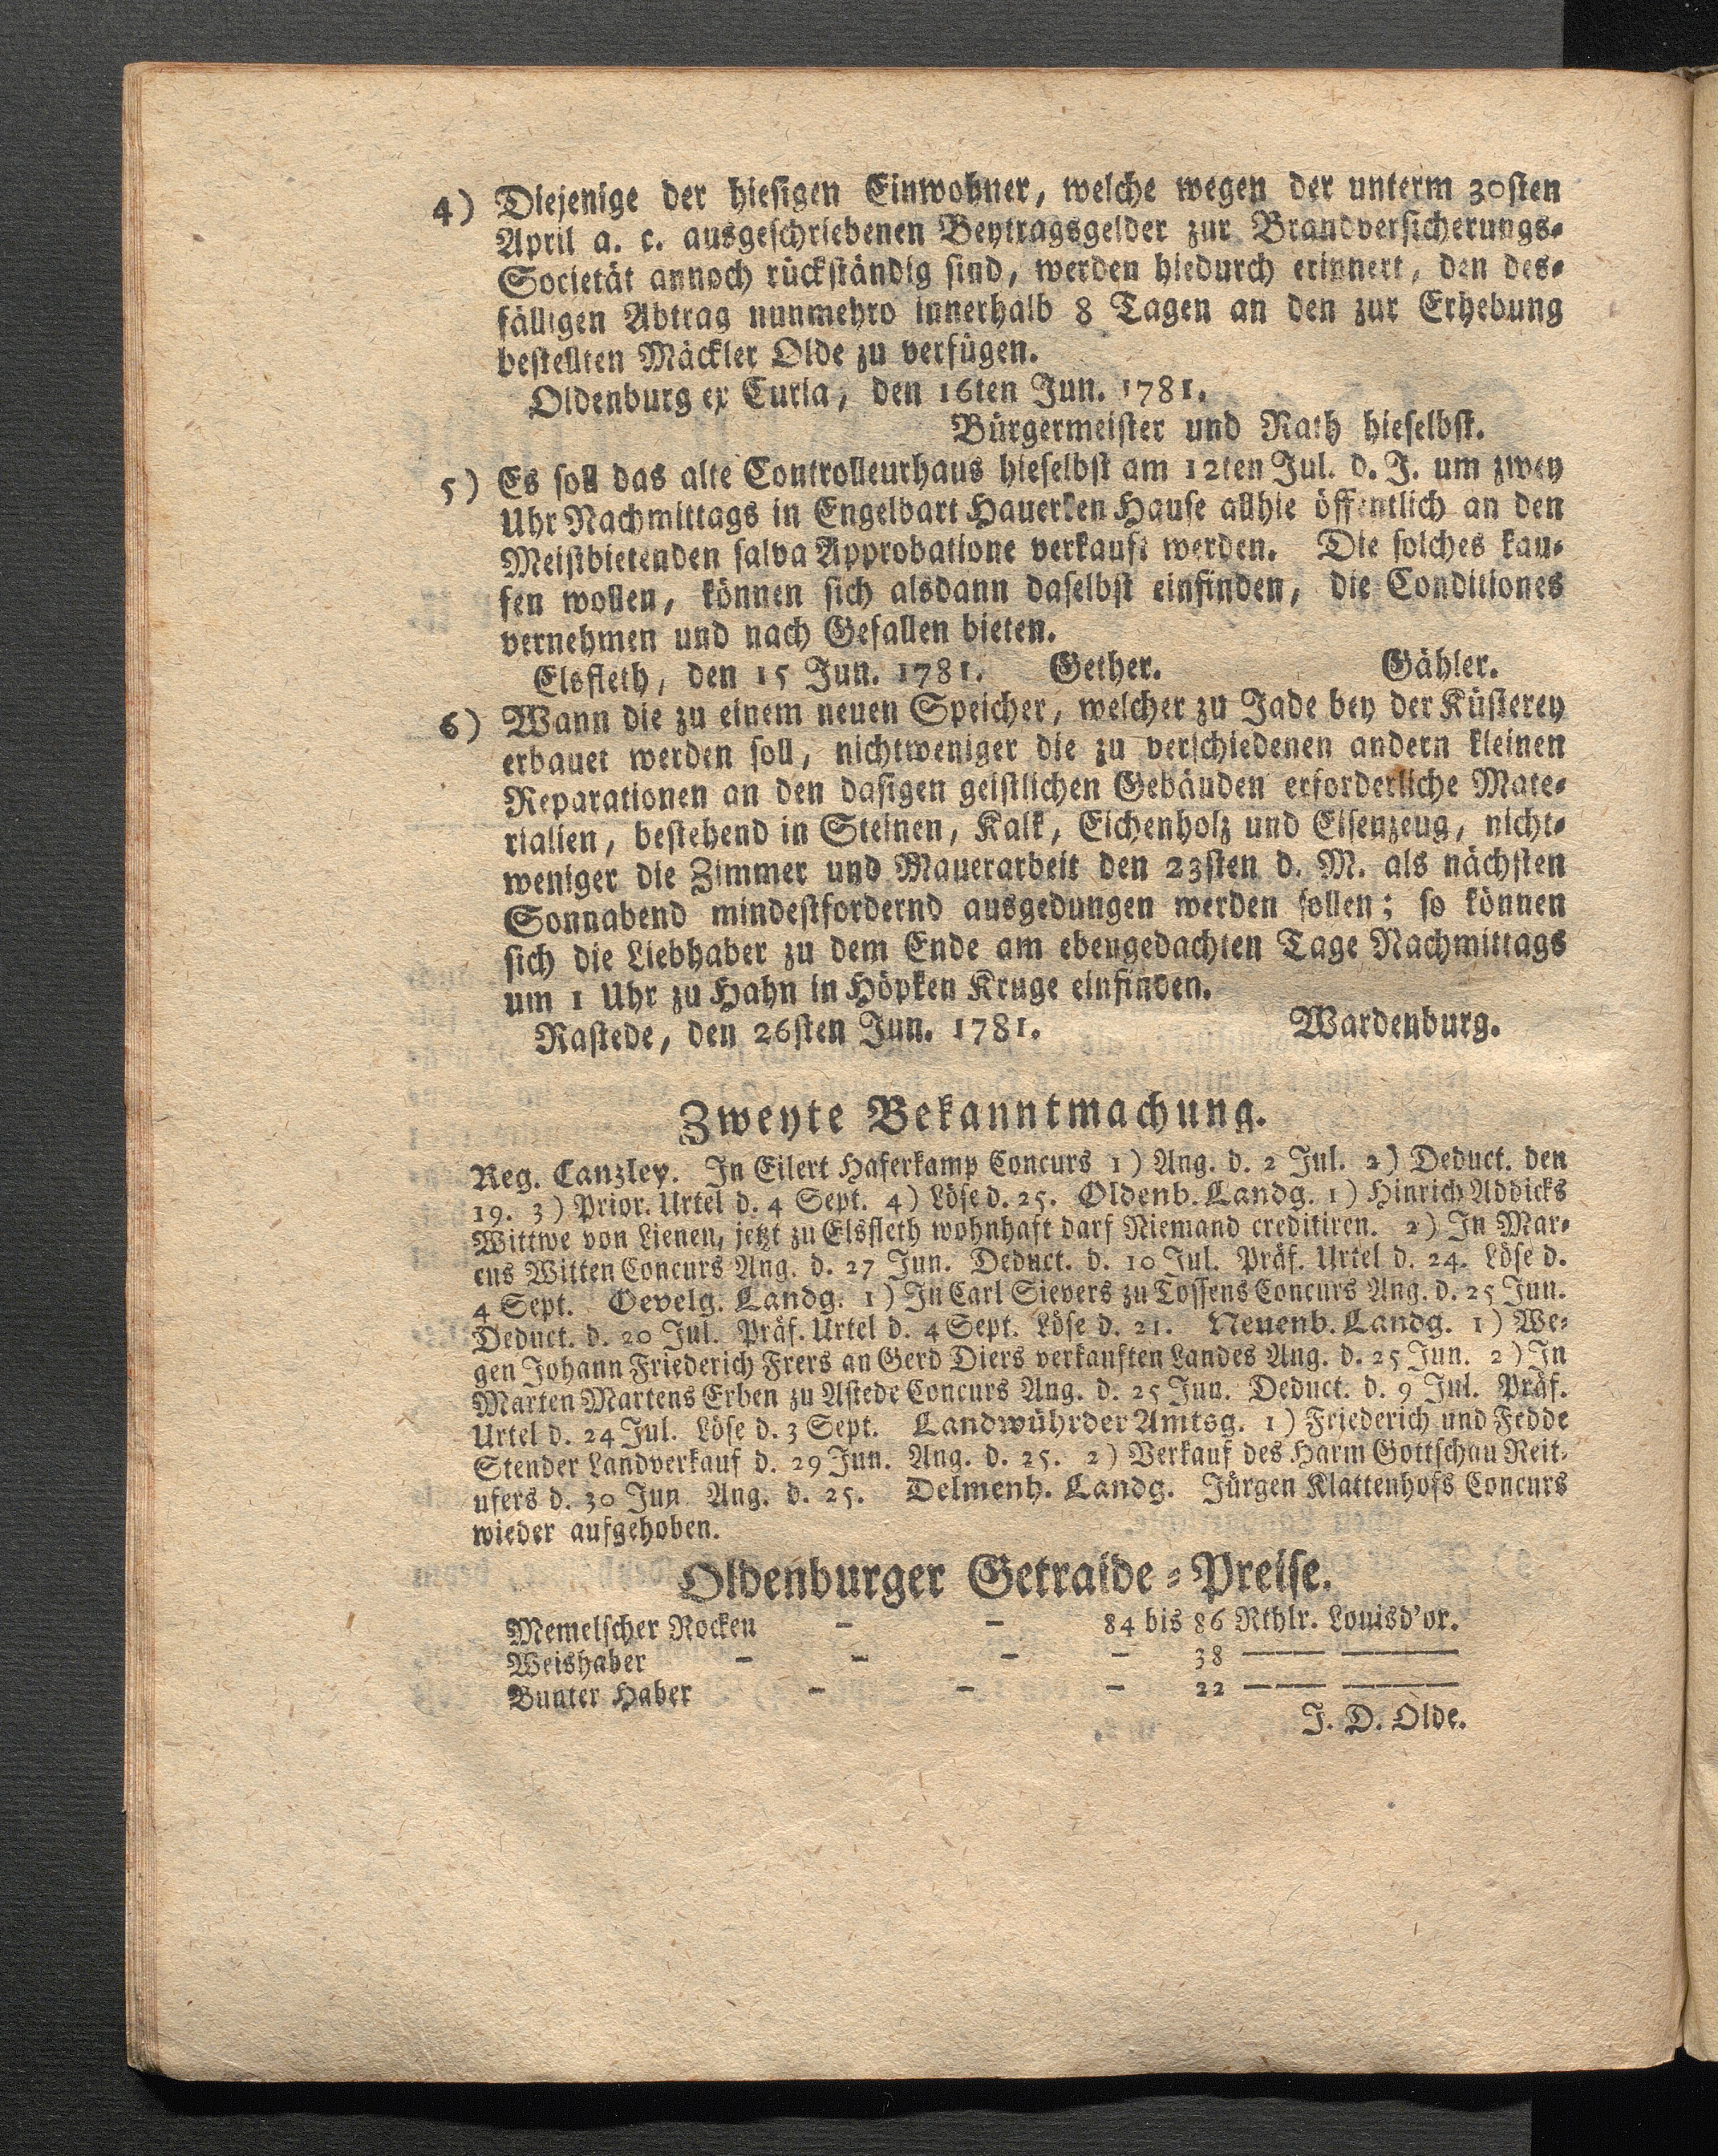 4) Diejenige der hiesigen Einwohner, welche wegen der unterm 30sten
April a. c. ausgeschriebenen Beytragsgelder zur Brandversicherungs-
Societät annoch rückständig sind, werden hiedurch erinnert, den des-
fälligen Abtrag nunmehro innerhalb 8 Tagen an den zur Erhebung
bestellten Mäckler Olde zu verfügen.
Oldenburg ex Curia, den 16ten Jun. 1781.
Bürgermeister und Rath hieselbst.
5) Es soll das alte Controlleurhaus hieselbst am 12ten Jul. d. J. um zwey
Uhr Nachmittags in Engelbart Hauerken Hause allhie öffentlich an den
Meistbietenden salva Approbatione verkauft werden. Die solches kau-
fen wollen, können sich alsdann daselbst einfinden, die Conditiones
vernehmen und nach Gefallen bieten.
Elsfleth, den 15 Jun. 1781. Gether. Gähler.
6) Wann die zu einem neuen Speicher, welcher zu Jade bey der Küsterey
erbauet werden soll, nichtweniger die zu verschiedenen andern kleinen
Reparationen an den dasigen geistlichen Gebäuden erforderliche Mate-
rialien, bestehend in Steinen, Kalk, Eichenholz und Eisenzeug, nicht-
weniger die Zimmer und Mauerarbeit den 23sten d. M. als nächsten
Sonnabend mindestfordernd ausgedungen werden sollen; so können
sich die Liebhaber zu dem Ende am ebengedachten Tage Nachmittags
um 1 Uhr zu Hahn in Höpken Kruge einfinden.
Rastede, den 26sten Jun. 1781. Wardenburg.
Zweyte Bekanntmachung.
Reg. Canzley. In Eilert Haferkamp Concurs 1) Ang. d. 2 Jul. 2) Deduct. den
19. 3) Prior. Urtel d. 4 Sept. 4) Löse d. 25. Oldenb. Landg. 1) Hinrich Addicks
Wittwe von Lienen, jetzt zu Elsfleth wohnhaft darf Niemand creditiren. 2) In Mar-
cus Witten Concurs Ang. d. 27 Jun. Deduct. d. 10 Jul. Präf. Urtel d. 24. Löse d.
4 Sept. Oevelg. Landg. 1) In Carl Sievers zu Tossens Concurs Ang. d. 25 Jun.
Deduct. d. 20 Jul. Präf. Urtel d. 4 Sept. Löse d. 21. Neuenb. Landg. 1) We-
gen Johann Friederich Frers an Gerd Diers verkauften Landes Ang. d. 25 Jun. 2) In
Marten Martens Erben zu Astede Concurs Ang. d. 25 Jun. Deduct. d. 9 Jul. Präf.
Urtel d. 24 Jul. Löse d. 3 Sept. Landwührder Amtsg. 1) Friederich und Fedde
Stender Landverkauf d. 29 Jun. Ang. d. 25. 2) Verkauf des Harm Gottschau Reit-
ufers d. 30 Jun. Ang. d. 25. Delmenh. Landg. Jürgen Klattenhofs Concurs
wieder aufgehoben.
Oldenburger Getraide-Preise.
Memelscher Rocken – – 84 bis 86 Rthlr. Louisd'or.
Weishaber – – – – 38 — —
Bunter Haber – – – 22 — —
J. D. Olde.